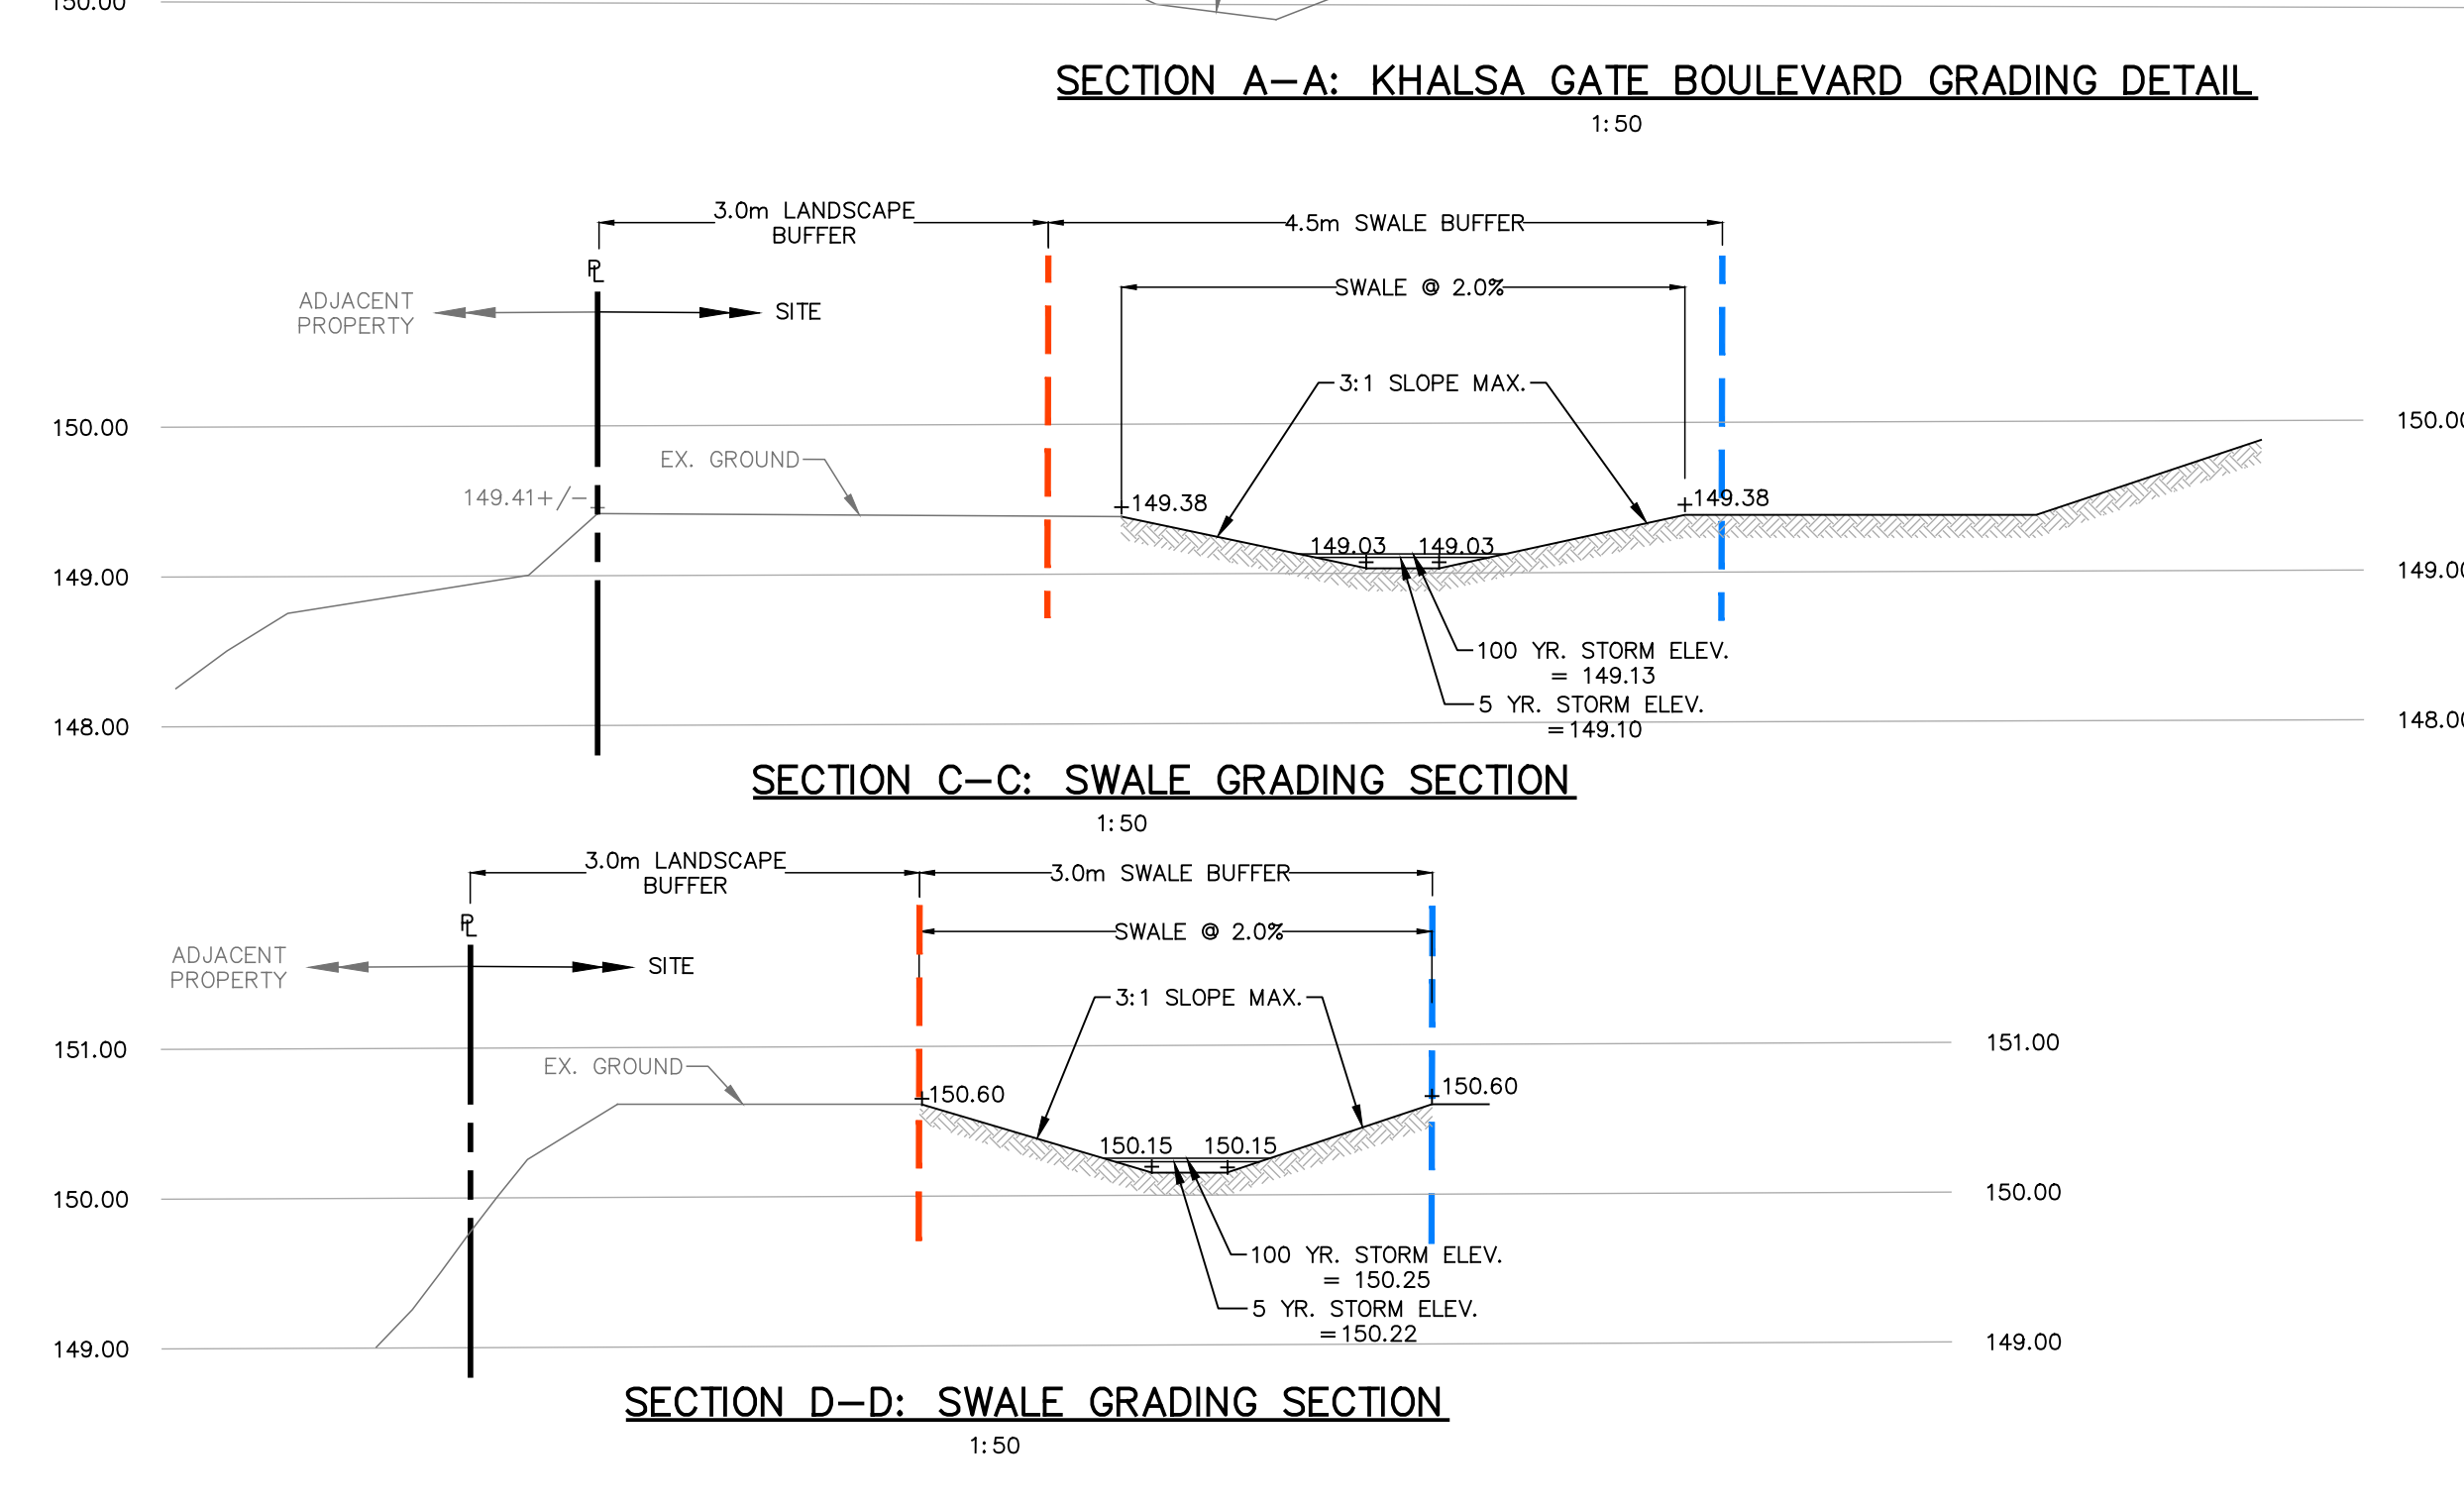 150.00
SECTION A-A: KHALSA GATE BOULEVARD GRADING DETAIL
1:50
3.0m LANDSCAPE
BUFFER
4.5m SWALE BUFFER
PL
SWALE @ 2.0%
ADJACENT
PROPERTY
SITE
3:1 SLOPE MAX.
150.00
150.00
EX. GROUND
149.41+/-
149.38
149.38
149.03
149.03
149.00
149.00
100 YR. STORM ELEV.
= 149.13
5 YR. STORM ELEV.
=149.10
148.00
148.00
SECTION C-C: SWALE GRADING SECTION
1:50
3.0m LANDSCAPE
BUFFER
3.0m SWALE BUFFER
PL
SWALE @ 2.0%
ADJACENT
PROPERTY
SITE
3:1 SLOPE MAX.
151.00
151.00
EX. GROUND
150.60
150.60
150.15
150.15
150.00
150.00
100 YR. STORM ELEV.
= 150.25
5 YR. STORM ELEV.
=150.22
149.00
149.00
SECTION D-D: SWALE GRADING SECTION
1:50